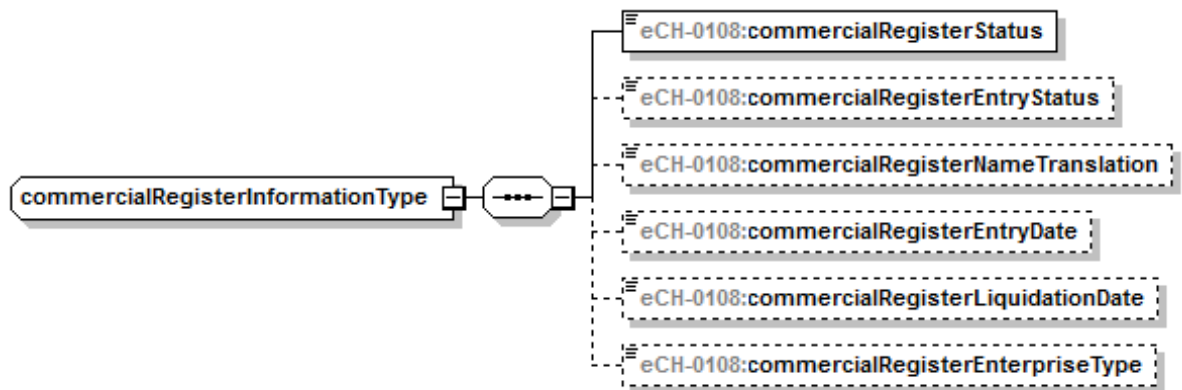 eCH-0108:commercialRegisterStatus
eCH-0108:commercialRegisterEntryStatus
eCH-0108:commercialRegisterNameTranslation
commercialRegisterInformationType
eCH-0108:commercialRegisterEntryDate
eCH-0108:commercialRegisterLiquidationDate
eCH-0108:commercialRegisterEnterpriseType